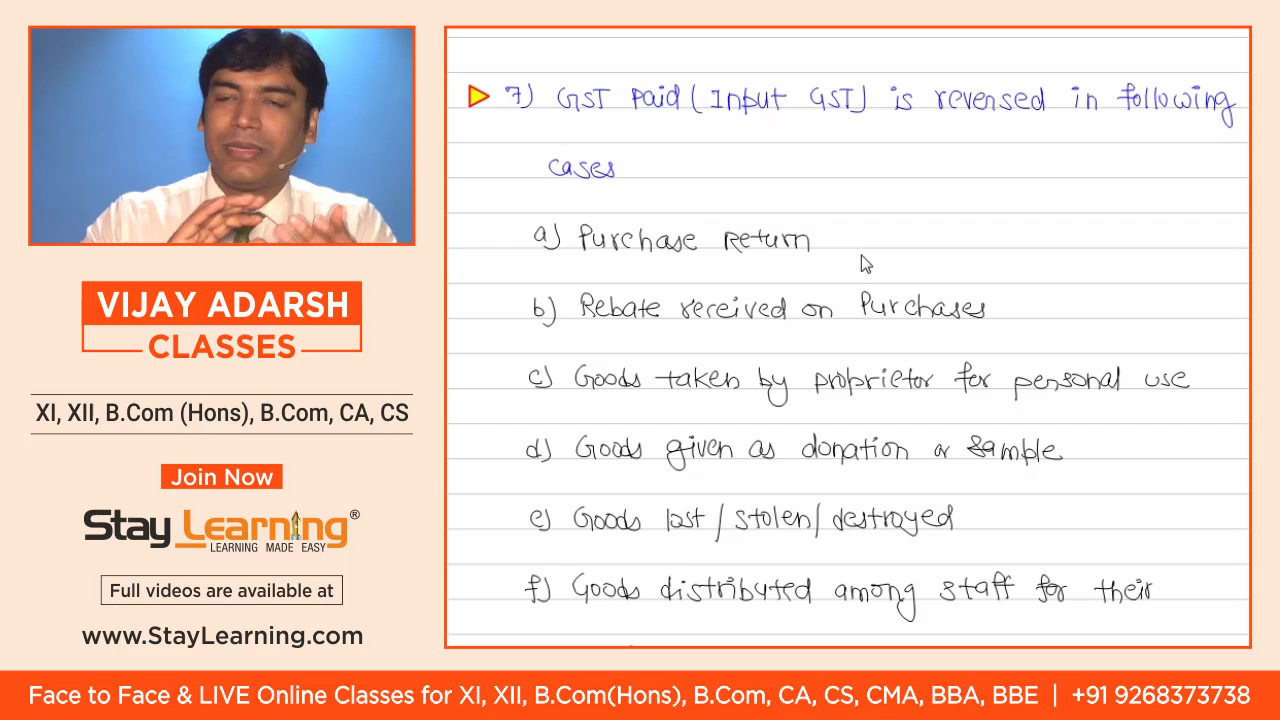 VIJAY ADARSH
CLASSES
XI, XII, B.Com (Hons), B.Com, CA, CS
Join Now
Stay Learning®
LEARNING MADE EASY
Full videos are available at
www.StayLearning.com
7) GST Paid (Input GST) is reversed in following
cases
a) Purchase return
b) Rebate received on Purchases
c) Goods taken by proprietor for personal use
d) Goods given as donation or sample
e) Goods lost/stolen/destroyed
f) Goods distributed among staff for their
Face to Face & LIVE Online Classes for XI, XII, B.Com(Hons), B.Com, CA, CS, CMA, BBA, BBE | +91 9268373738